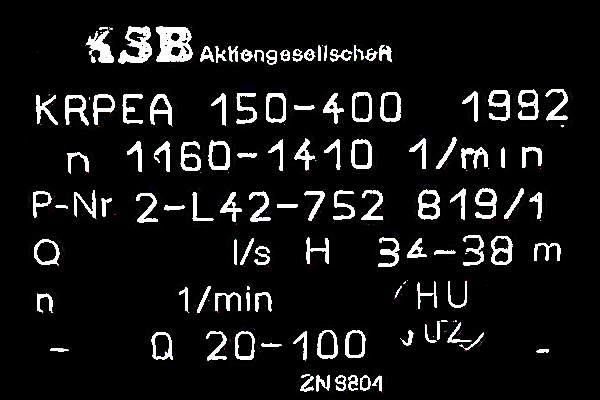 KSB Aktiengesellschaft
KRPEA 150-400 1992
n 1160-1410 1/min
P-Nr 2-L42-752 819/1
Q l/s H 34-38 m
n 1/min HU
- Q 20-100 -
ZN 9804